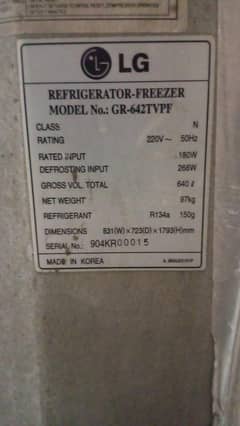 LG
REFRIGERATOR-FREEZER
MODEL No.: GR-642TVPF
CLASS N
RATING 220V~ 50Hz
RATED INPUT 180W
DEFROSTING INPUT 266W
GROSS VOL. TOTAL 640ℓ
NET WEIGHT 97kg
REFRIGERANT R134a 150g
DIMENSIONS 831(W)×723(D)×1793(H)mm
SERIAL No.: 904KR00015
MADE IN KOREA